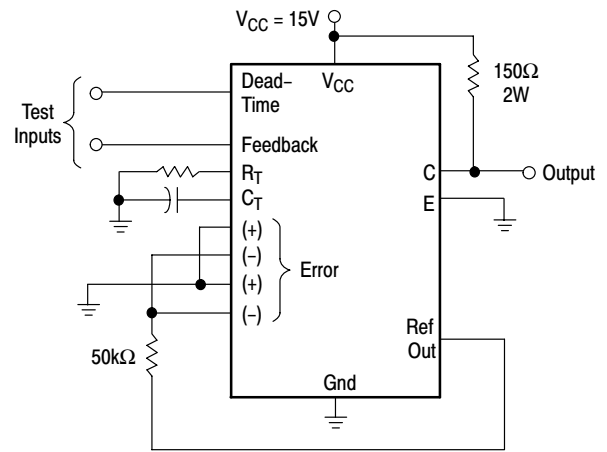 V_CC = 15V
Dead–
Time
V_CC
150Ω
2W
Test
Inputs
Feedback
R_T
C
Output
C_T
E
(+)
(–)
Error
(+)
(–)
Ref
Out
50kΩ
Gnd